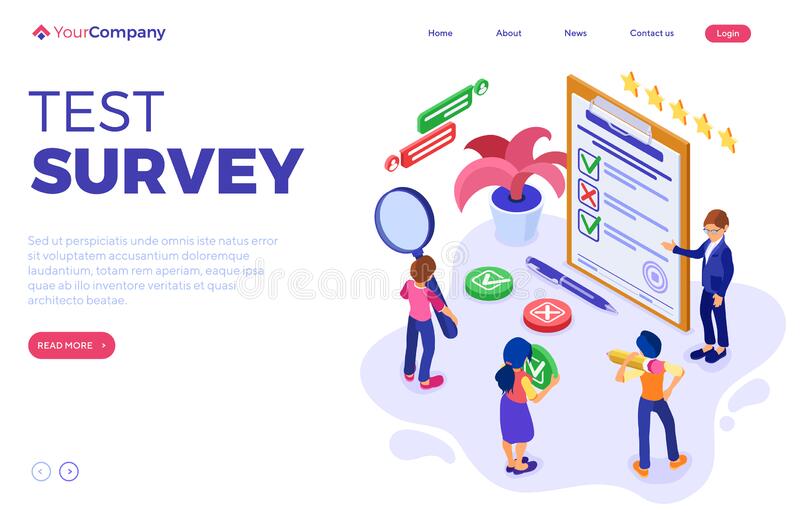 YourCompany
Home About News Contact us Login
TEST
SURVEY
Sed ut perspiciatis unde omnis iste natus error
sit voluptatem accusantium doloremque
laudantium, totam rem aperiam, eaque ipsa
quae ab illo inventore veritatis et quasi
architecto beatae.
READ MORE >
dreamstime.